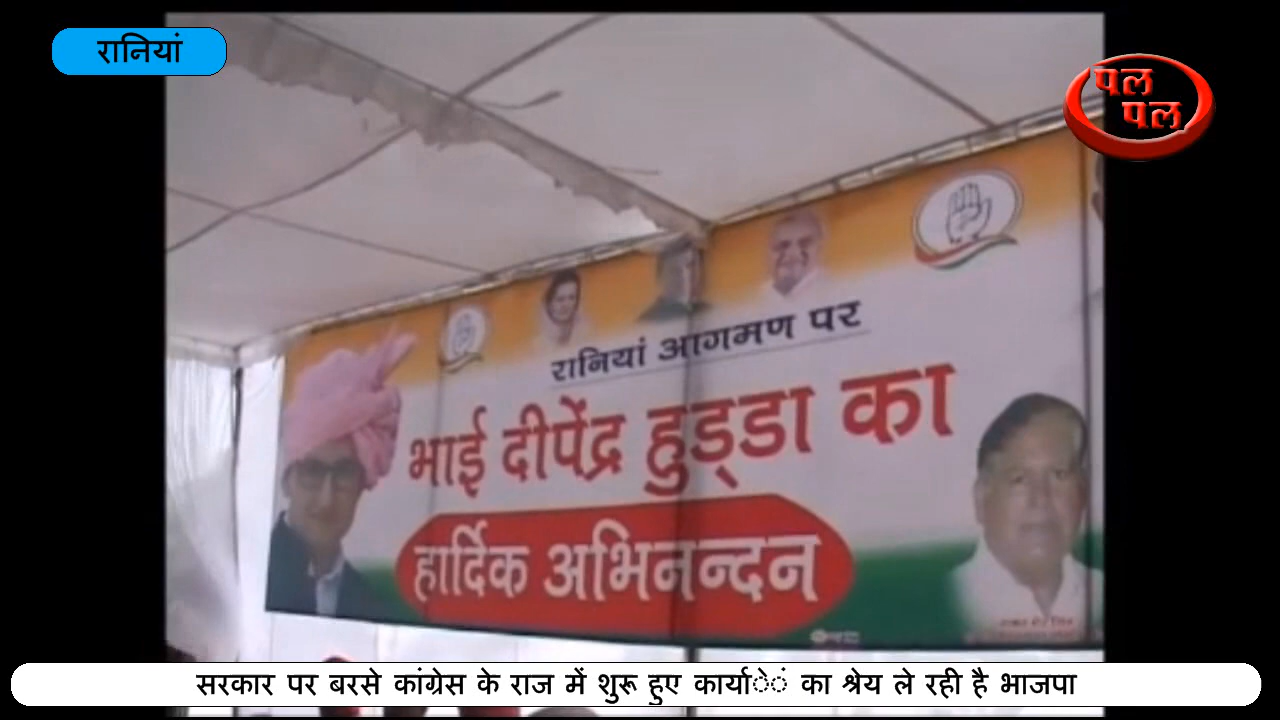 रानियां
पल
पल
रानियां आगमण पर
भाई दीपेंद्र हुड्डा का
हार्दिक अभिनन्दन
सरकार पर बरसे कांग्रेस के राज में शुरू हुए कार्याेेंं का श्रेय ले रही है भाजपा